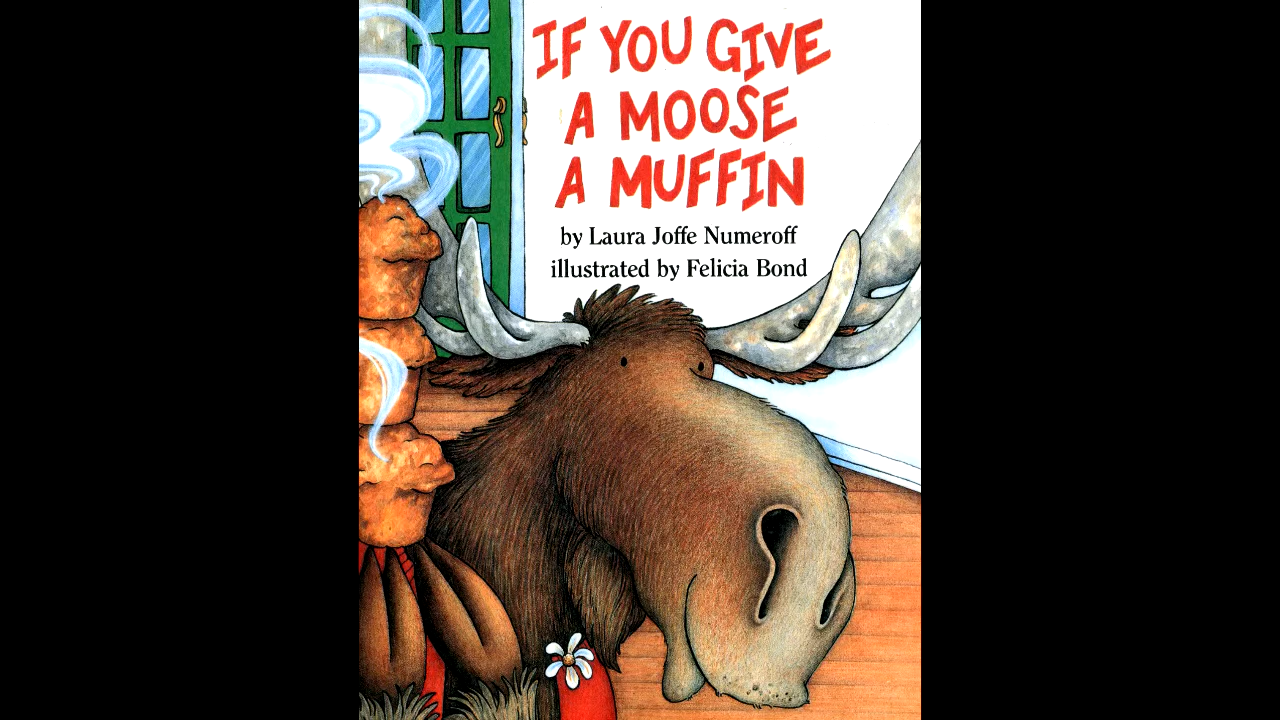 IF YOU GIVE
A MOOSE
A MUFFIN
by Laura Joffe Numeroff
illustrated by Felicia Bond